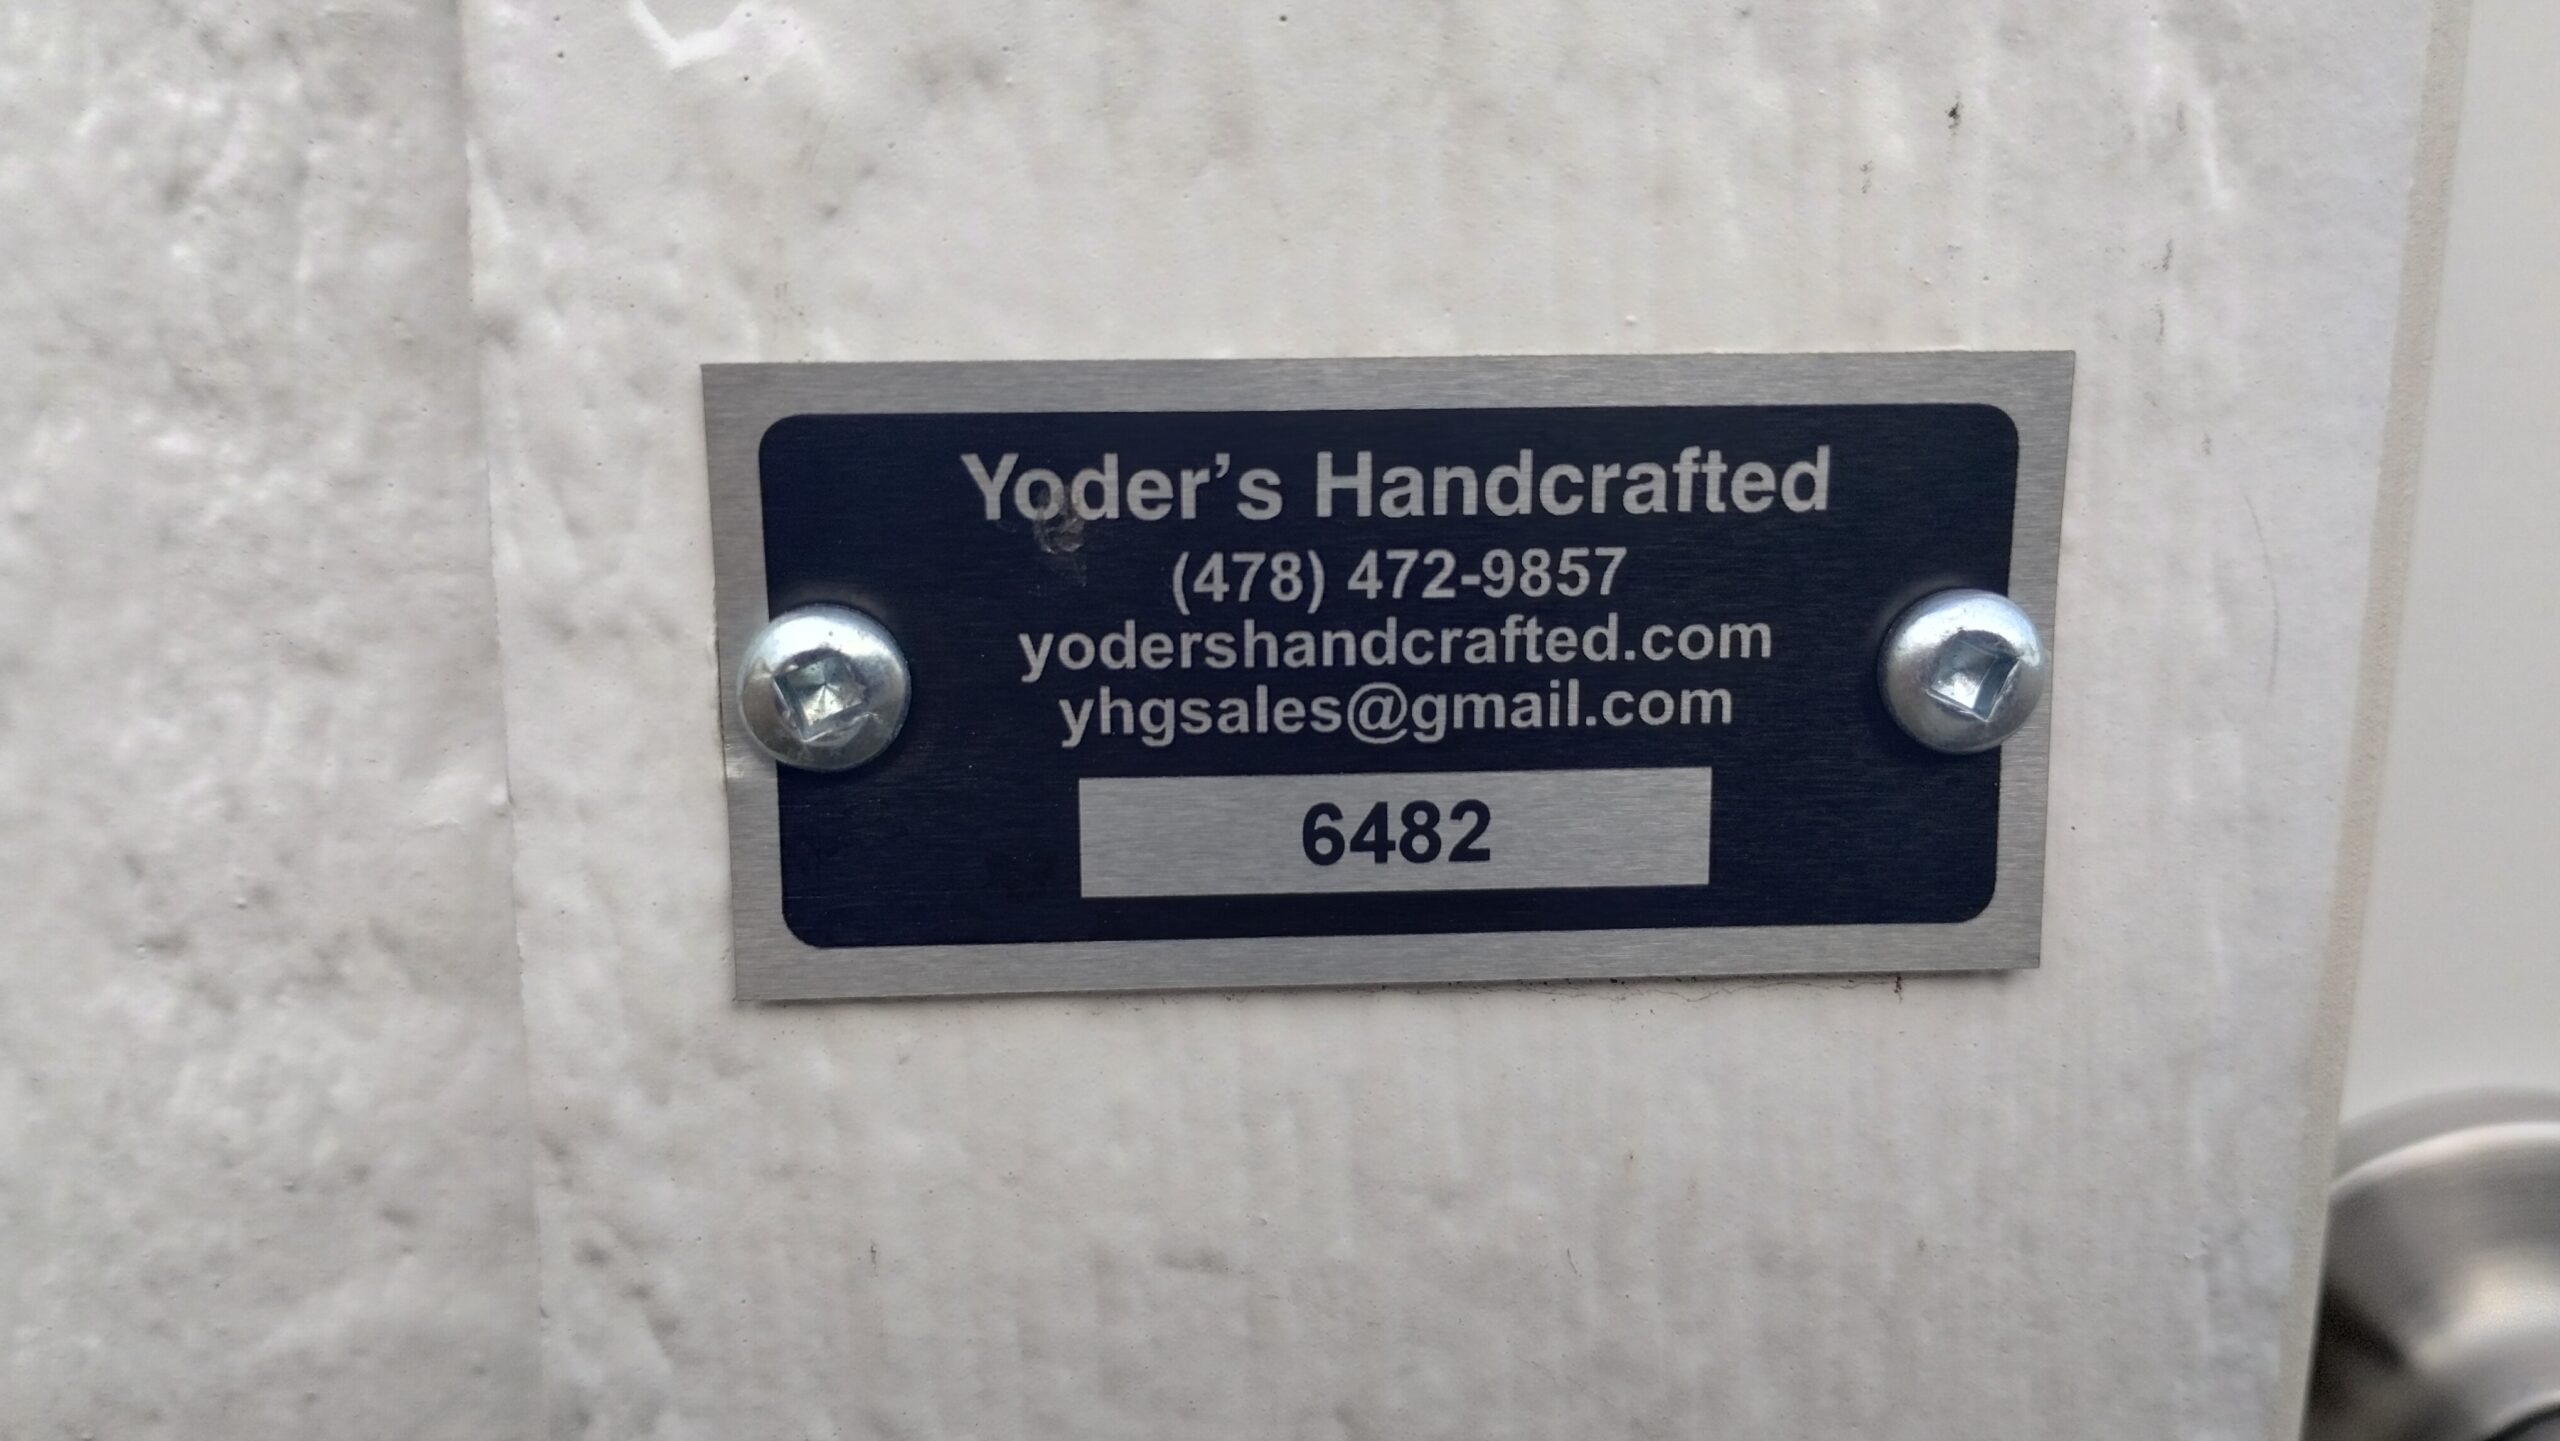 Yoder’s Handcrafted
(478) 472-9857
yodershandcrafted.com
yhgsales@gmail.com
6482